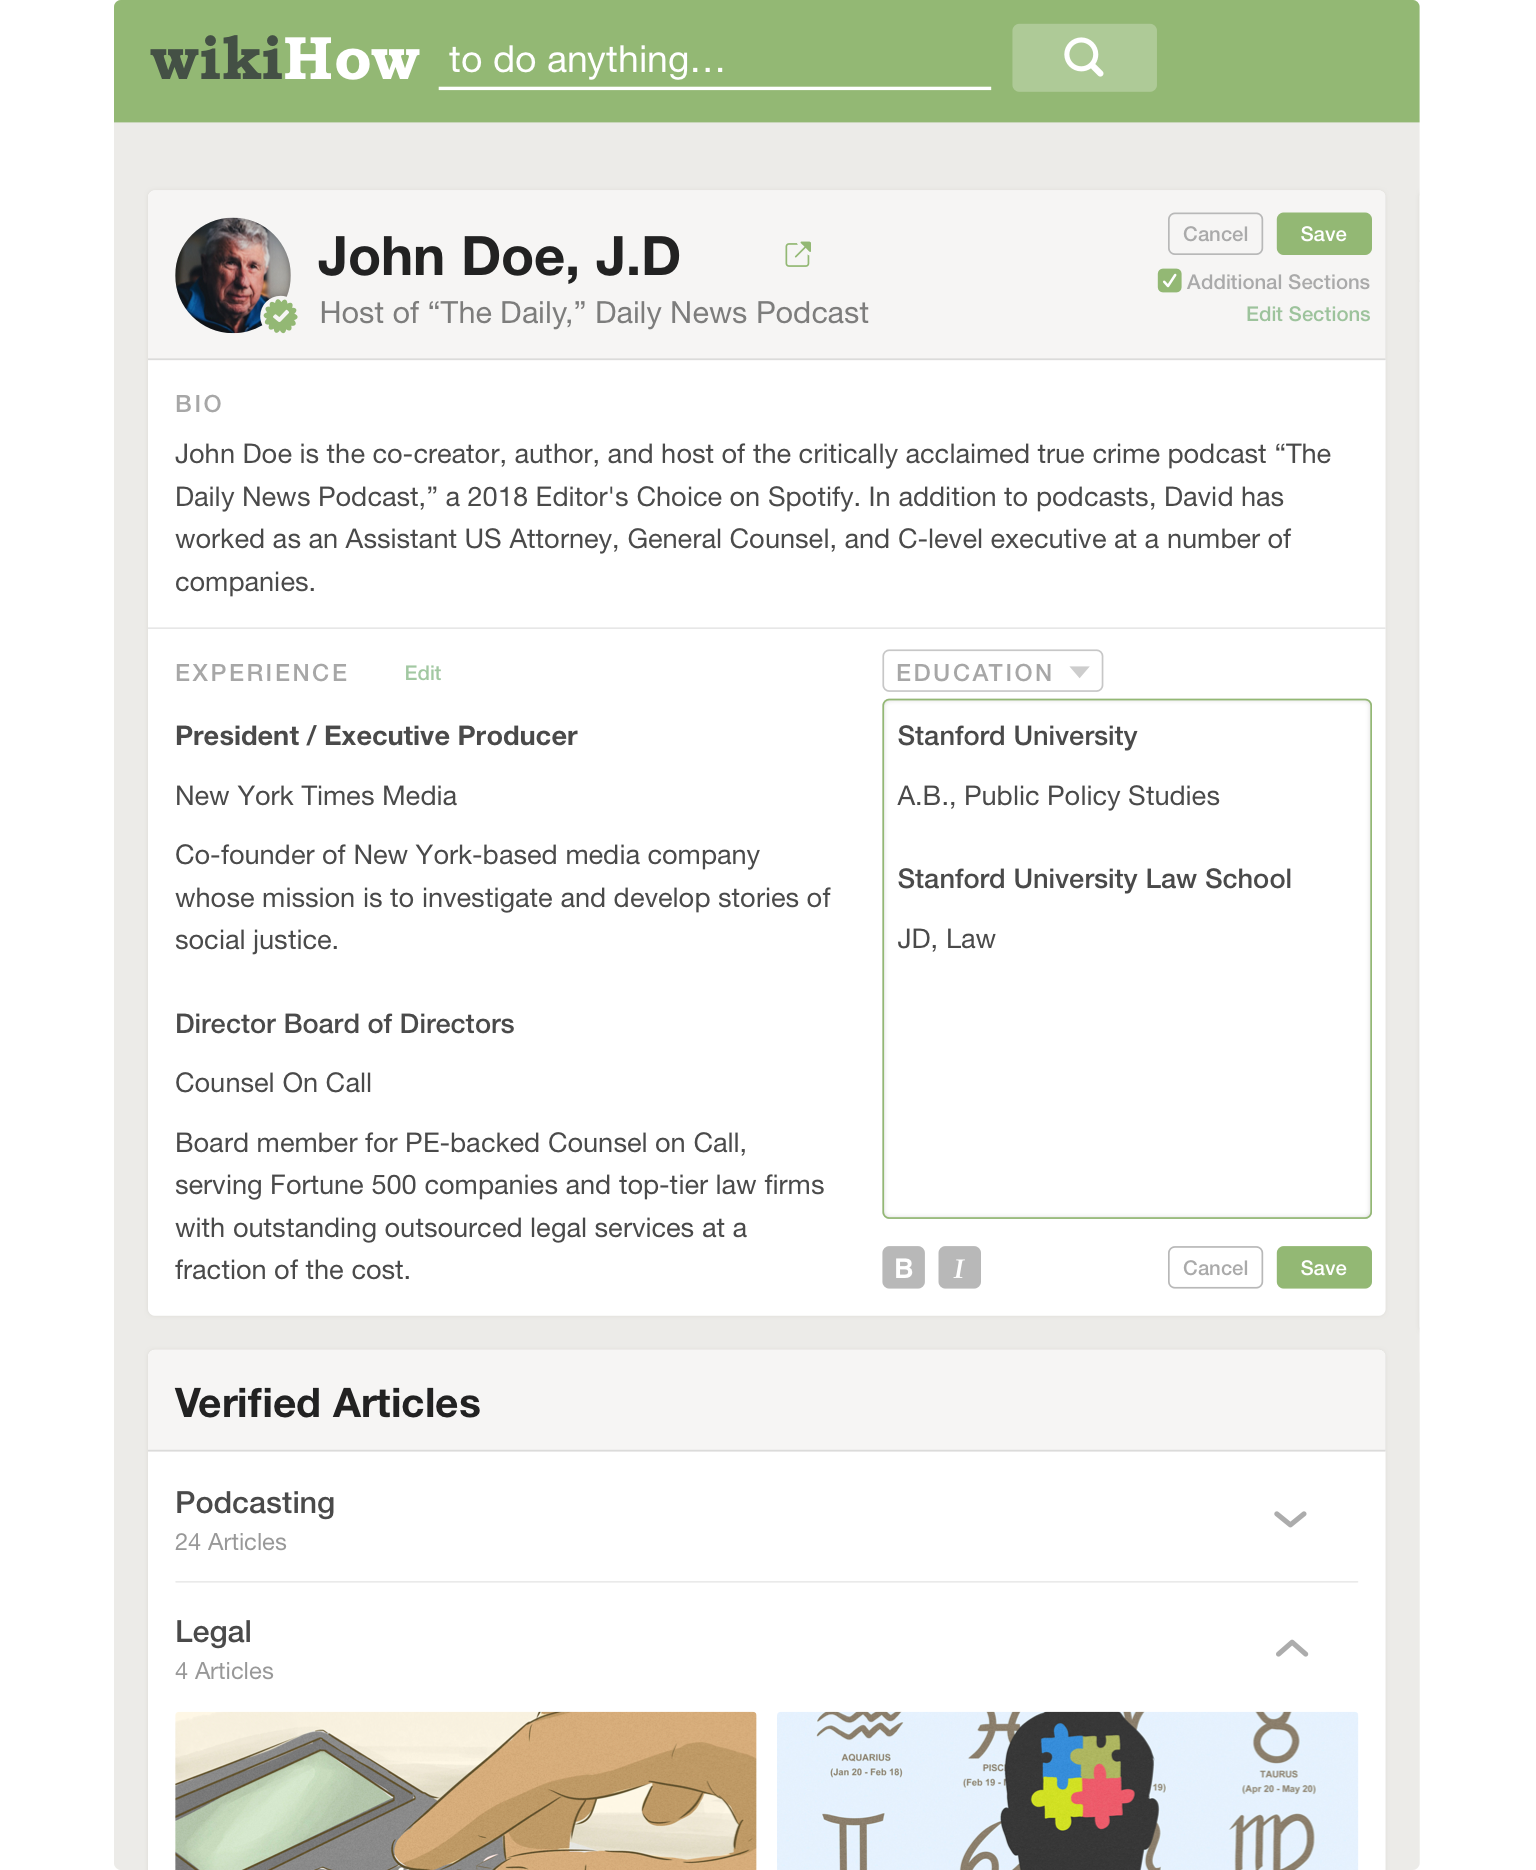 wikiHow to do anything...
John Doe, J.D
Host of “The Daily,” Daily News Podcast
Cancel Save
Additional Sections
Edit Sections
BIO
John Doe is the co-creator, author, and host of the critically acclaimed true crime podcast “The
Daily News Podcast,” a 2018 Editor's Choice on Spotify. In addition to podcasts, David has
worked as an Assistant US Attorney, General Counsel, and C-level executive at a number of
companies.
EXPERIENCE Edit
President / Executive Producer
New York Times Media
Co-founder of New York-based media company
whose mission is to investigate and develop stories of
social justice.
Director Board of Directors
Counsel On Call
Board member for PE-backed Counsel on Call,
serving Fortune 500 companies and top-tier law firms
with outstanding outsourced legal services at a
fraction of the cost.
EDUCATION
Stanford University
A.B., Public Policy Studies
Stanford University Law School
JD, Law
B I Cancel Save
Verified Articles
Podcasting
24 Articles
Legal
4 Articles
AQUARIUS
(Jan 20 - Feb 18)
(Feb 19 -
19)
TAURUS
(Apr 20 - May 20)